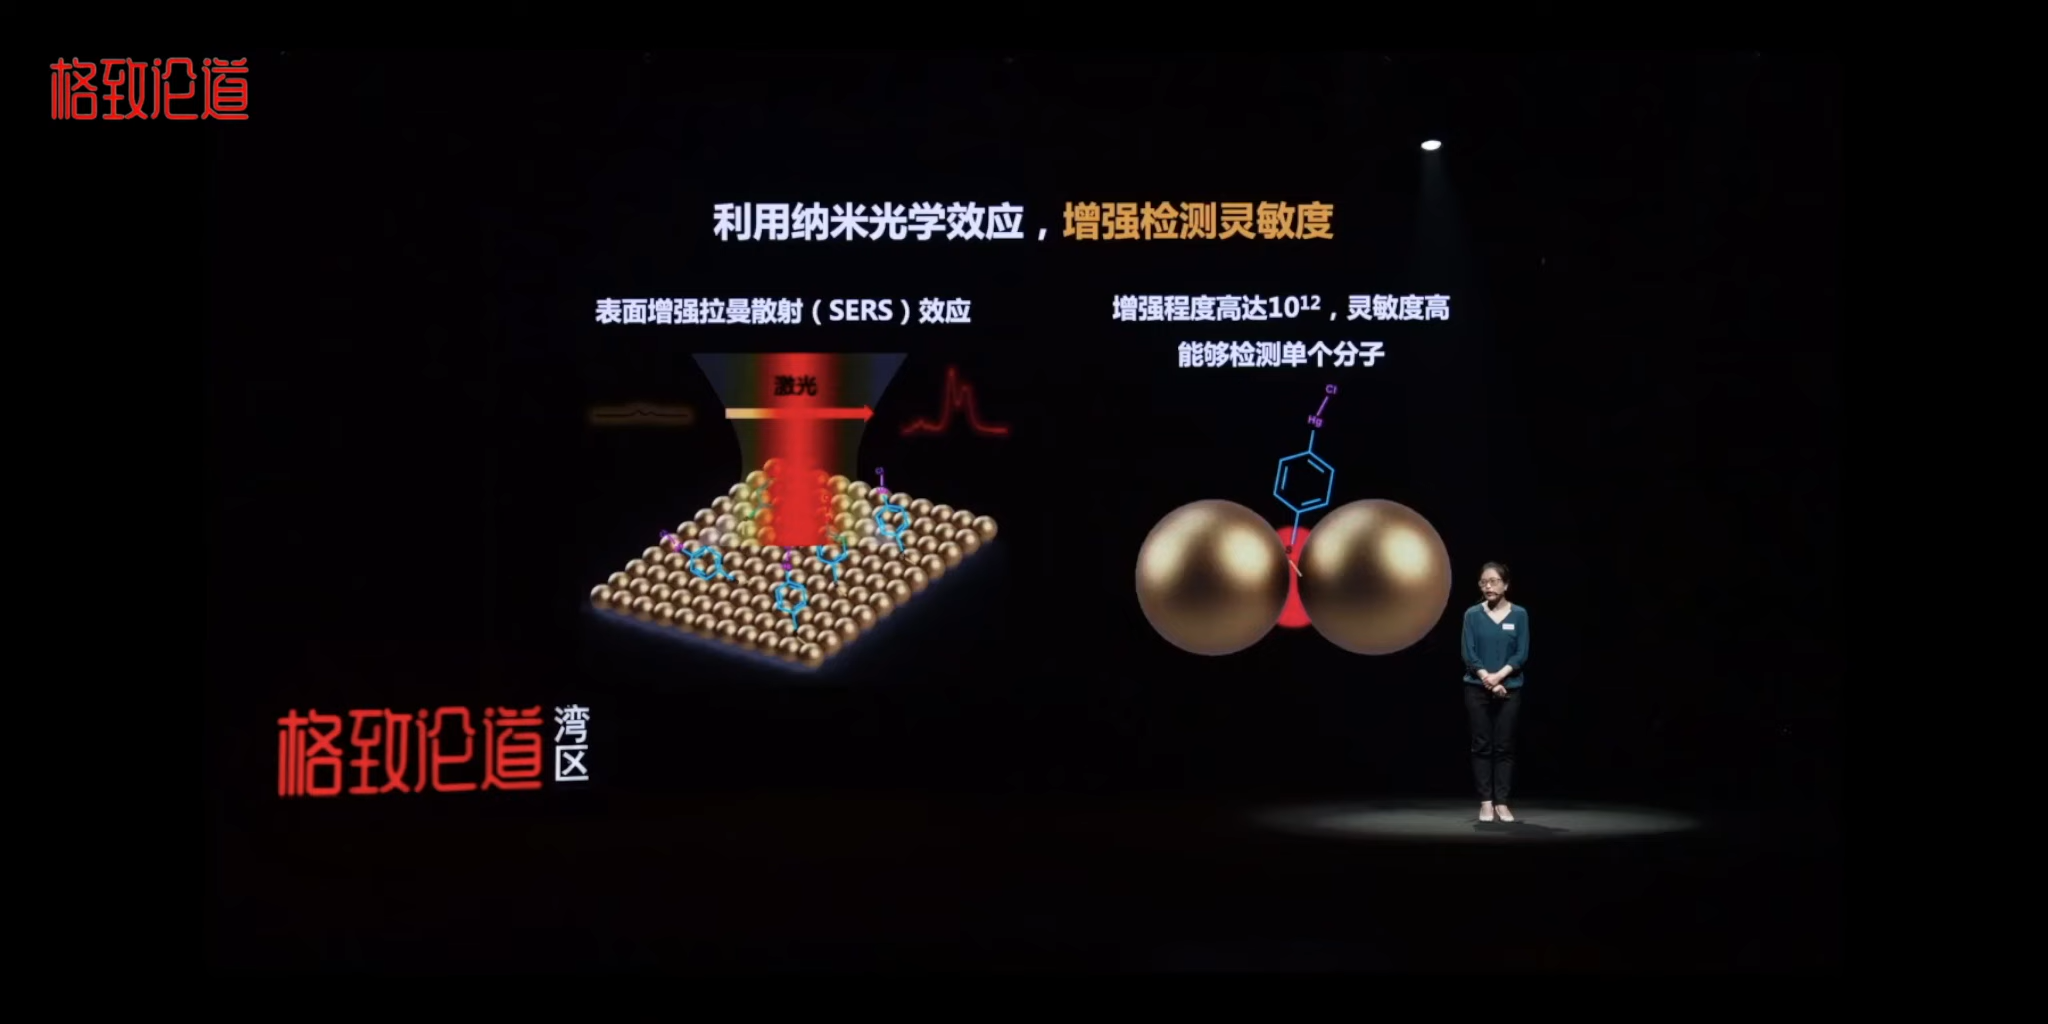 格致论道
利用纳米光学效应，增强检测灵敏度
表面增强拉曼散射（SERS）效应
增强程度高达10¹²，灵敏度高
能够检测单个分子
激光
Cl
Hg
格致论道
湾区